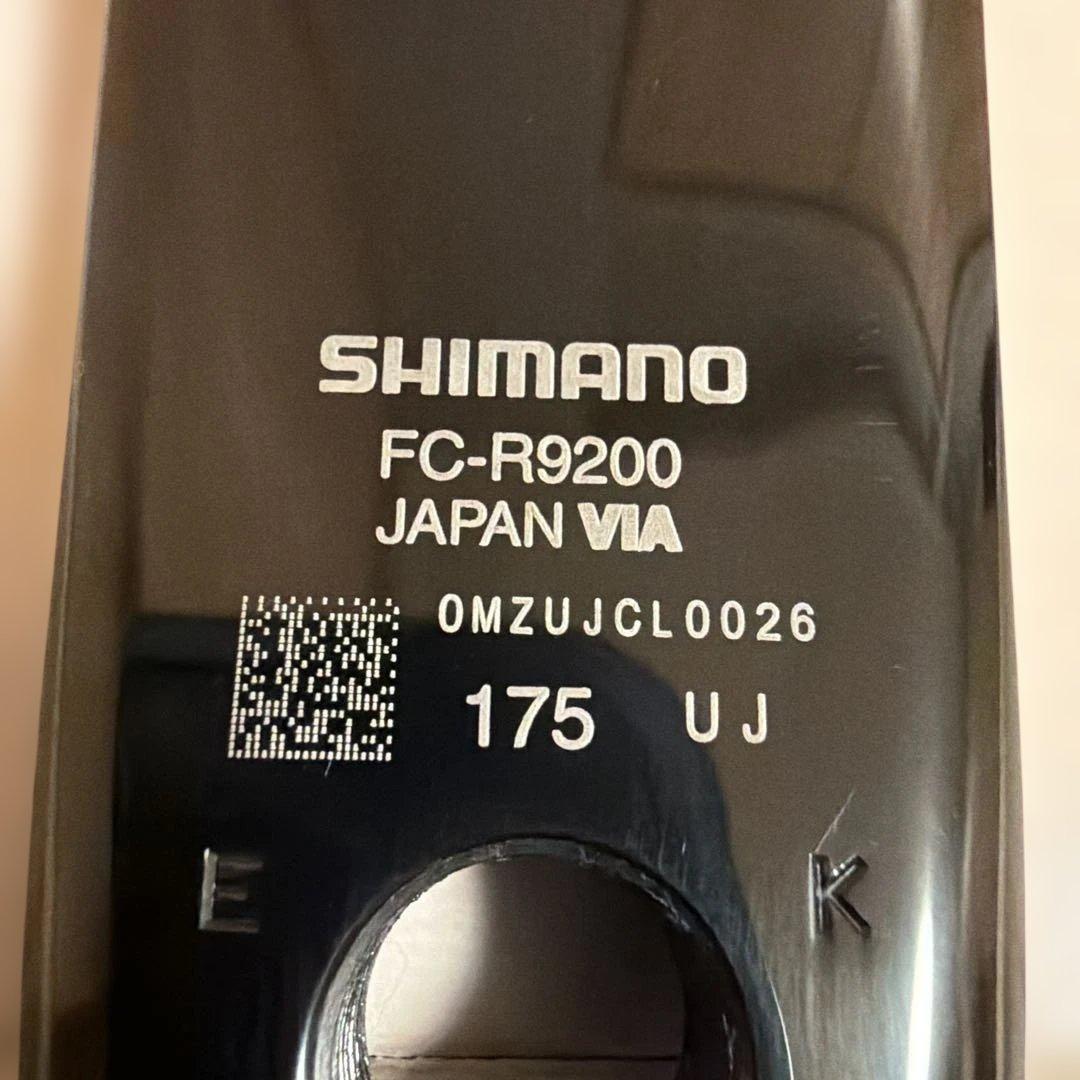 SHIMANO
FC-R9200
JAPAN VIA
0MZUJCL0026
175 UJ
E K